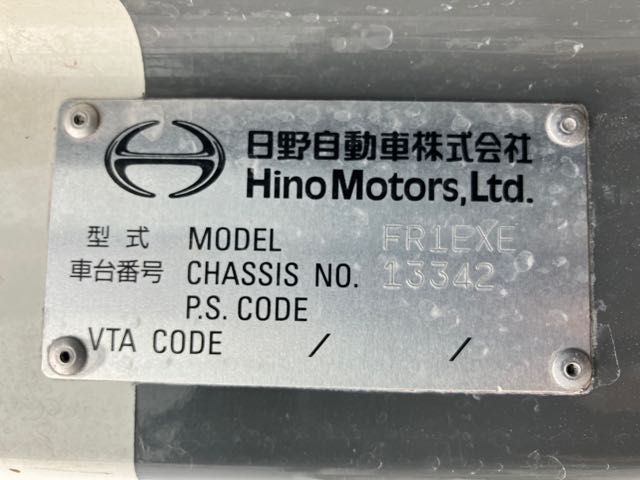 日野自動車株式会社
Hino Motors, Ltd.
型式 MODEL FR1EXE
車台番号 CHASSIS NO. 13342
P.S. CODE
VTA CODE / /